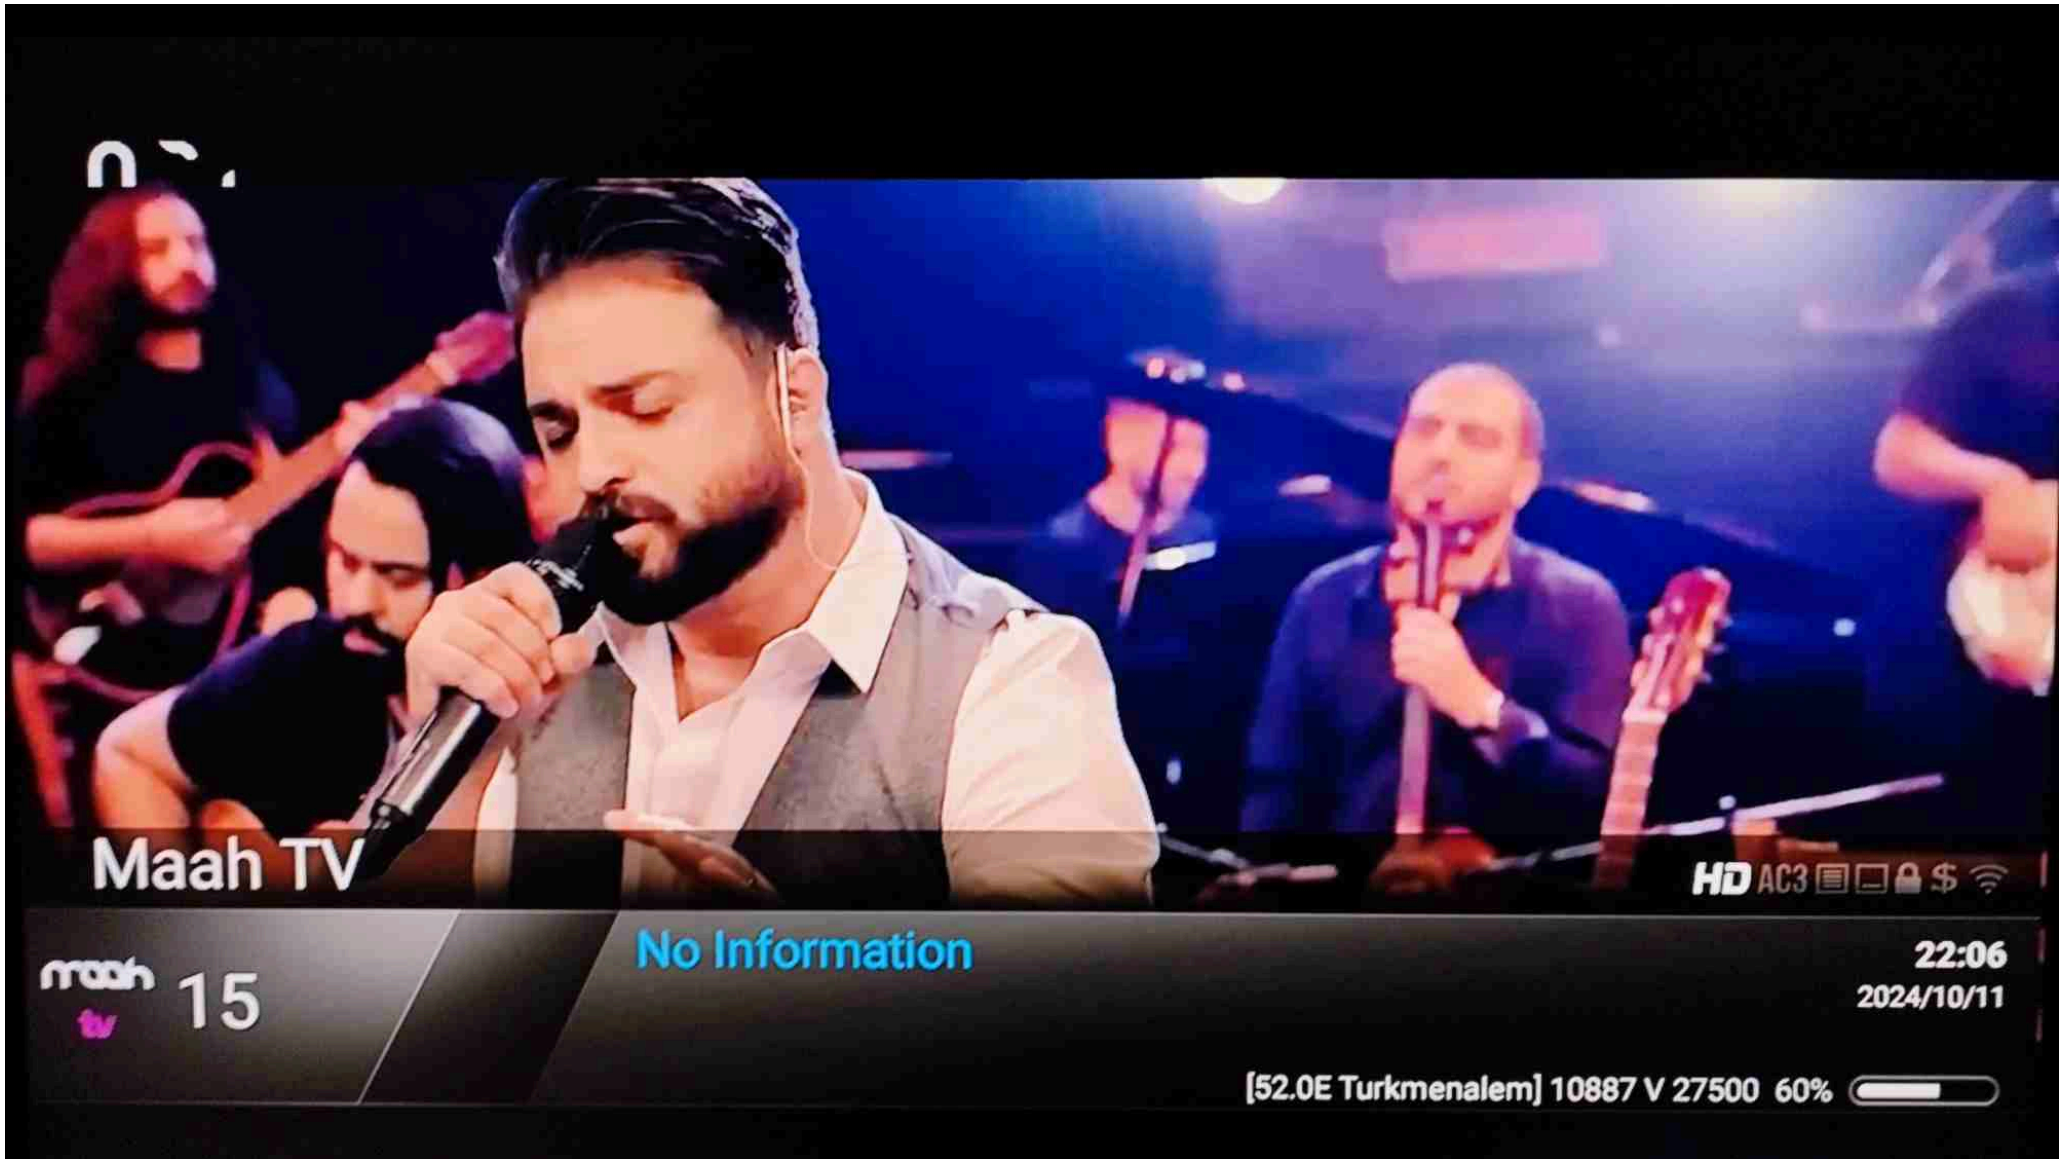 Maah TV
HD AC3 $
maah
tv
15
No Information
22:06
2024/10/11
[52.0E Turkmenalem] 10887 V 27500 60%